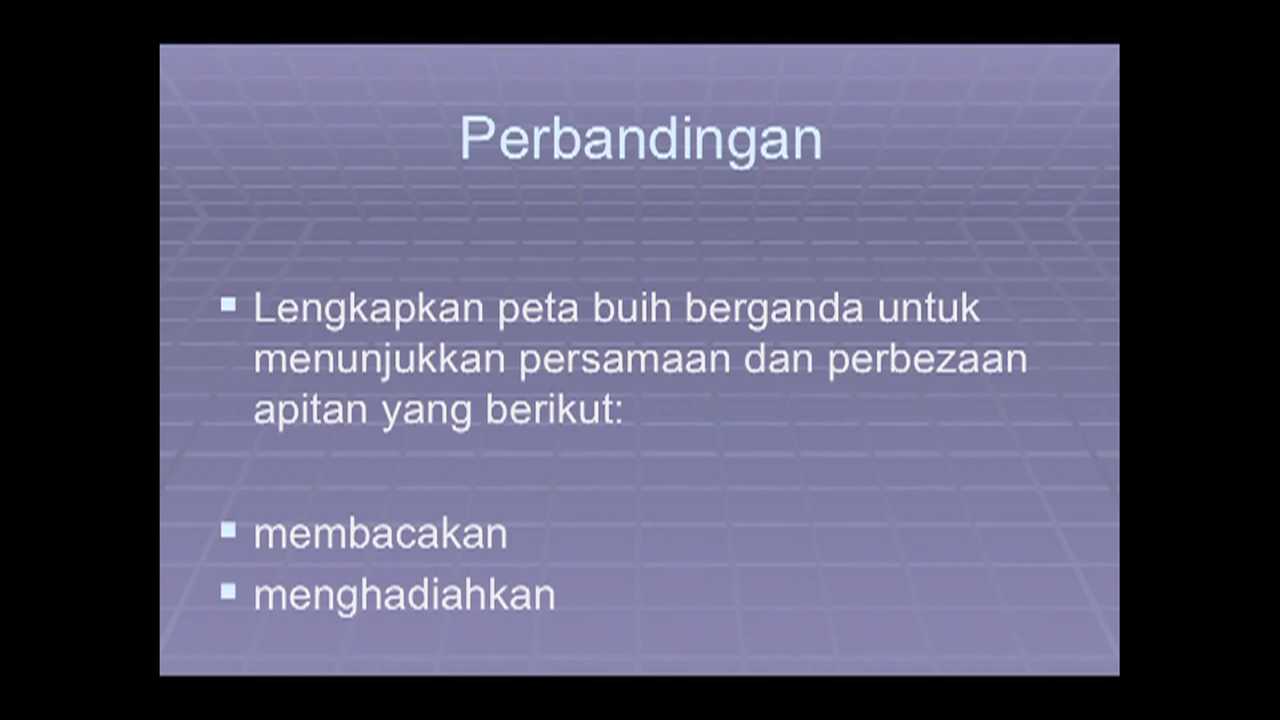 Perbandingan
Lengkapkan peta buih berganda untuk
menunjukkan persamaan dan perbezaan
apitan yang berikut:
membacakan
menghadiahkan